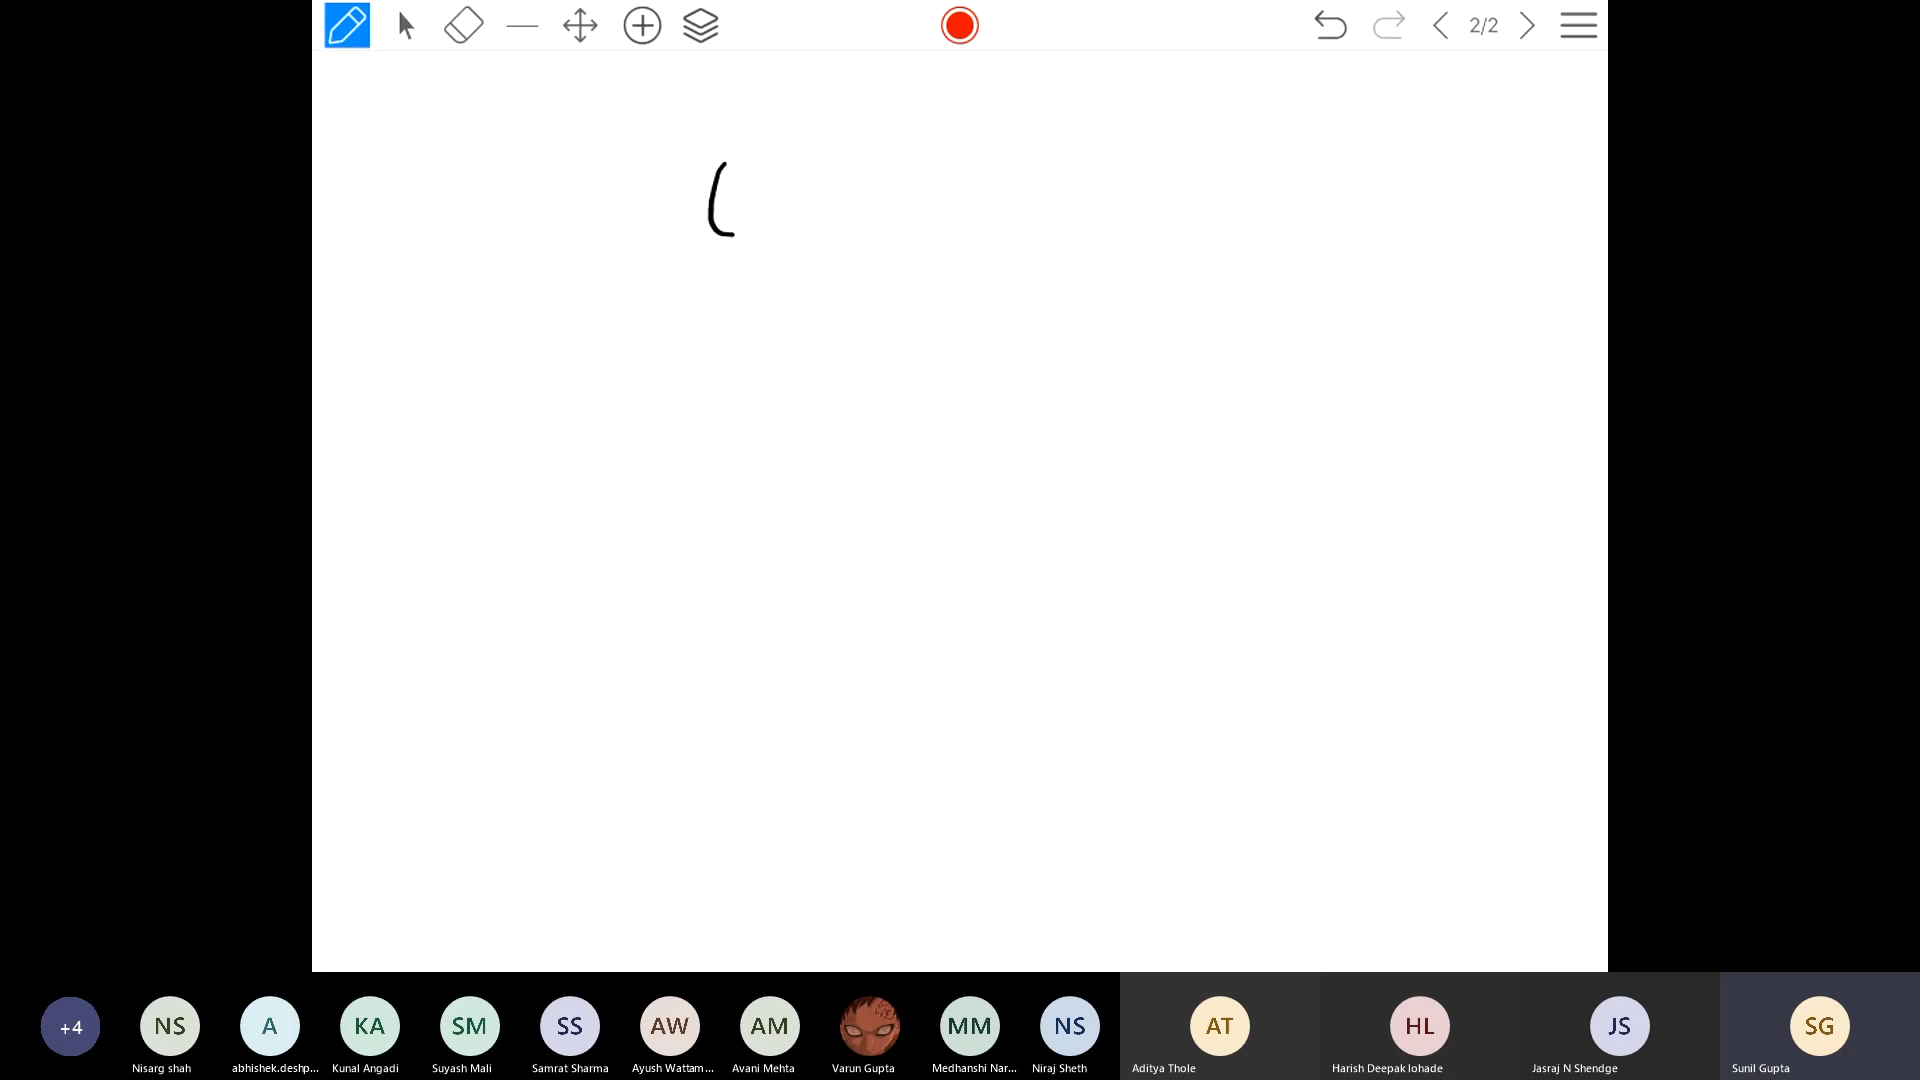 2/2
(
+4
NS
A
KA
SM
SS
AW
AM
MM
NS
AT
HL
JS
SG
Nisarg shah
abhishek.deshp...
Kunal Angadi
Suyash Mali
Samrat Sharma
Ayush Wattam...
Avani Mehta
Varun Gupta
Medhanshi Nar...
Niraj Sheth
Aditya Thole
Harish Deepak lohade
Jasraj N Shendge
Sunil Gupta